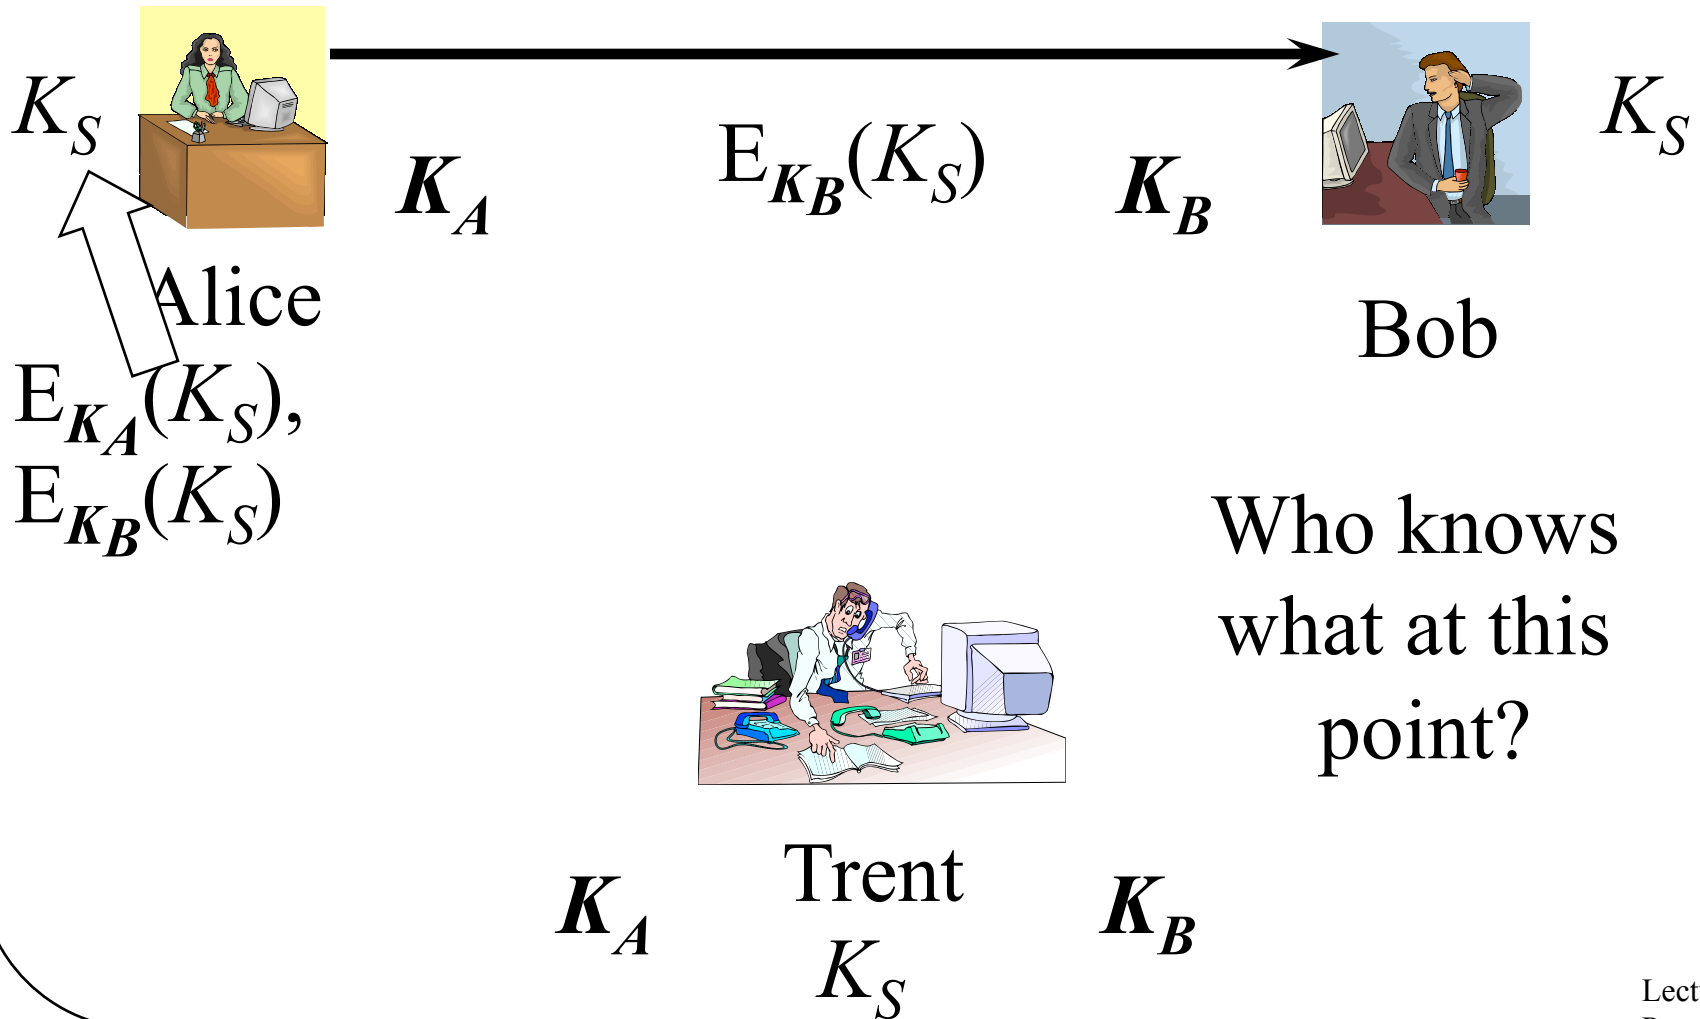 K_S
K_A
E_{K_B}(K_S)
K_B
K_S
Alice
Bob
E_{K_A}(K_S),
E_{K_B}(K_S)
Who knows
what at this
point?
Trent
K_A
K_B
K_S
Lect